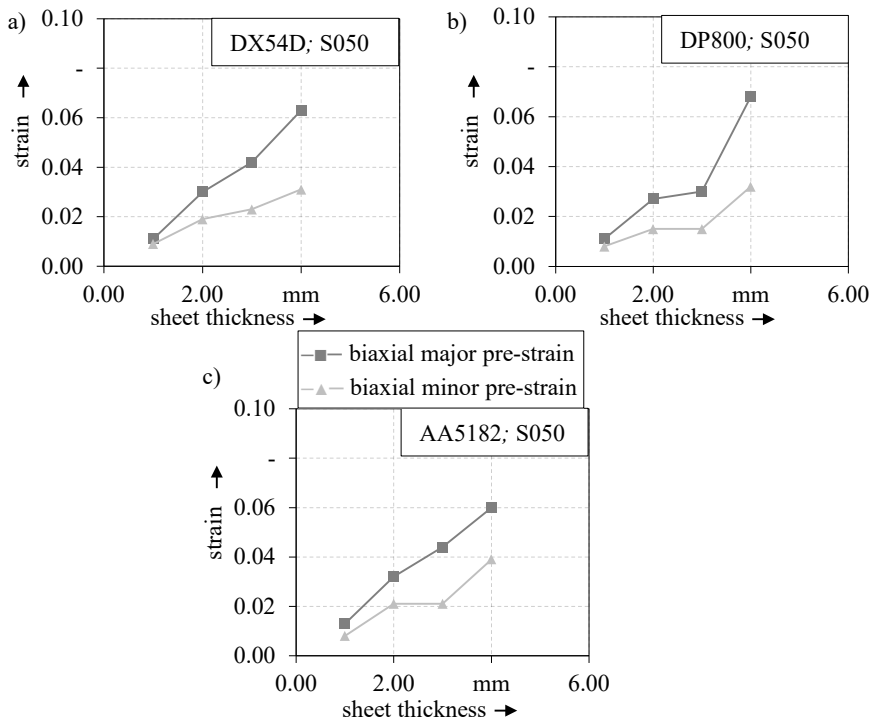 a)
DX54D; S050
0.10
-
0.06
0.04
0.02
0.00
strain
0.00 2.00 mm 6.00
sheet thickness
b)
DP800; S050
0.10
-
0.06
0.04
0.02
0.00
strain
0.00 2.00 mm 6.00
sheet thickness
biaxial major pre-strain
biaxial minor pre-strain
c)
AA5182; S050
0.10
-
0.06
0.04
0.02
0.00
strain
0.00 2.00 mm 6.00
sheet thickness